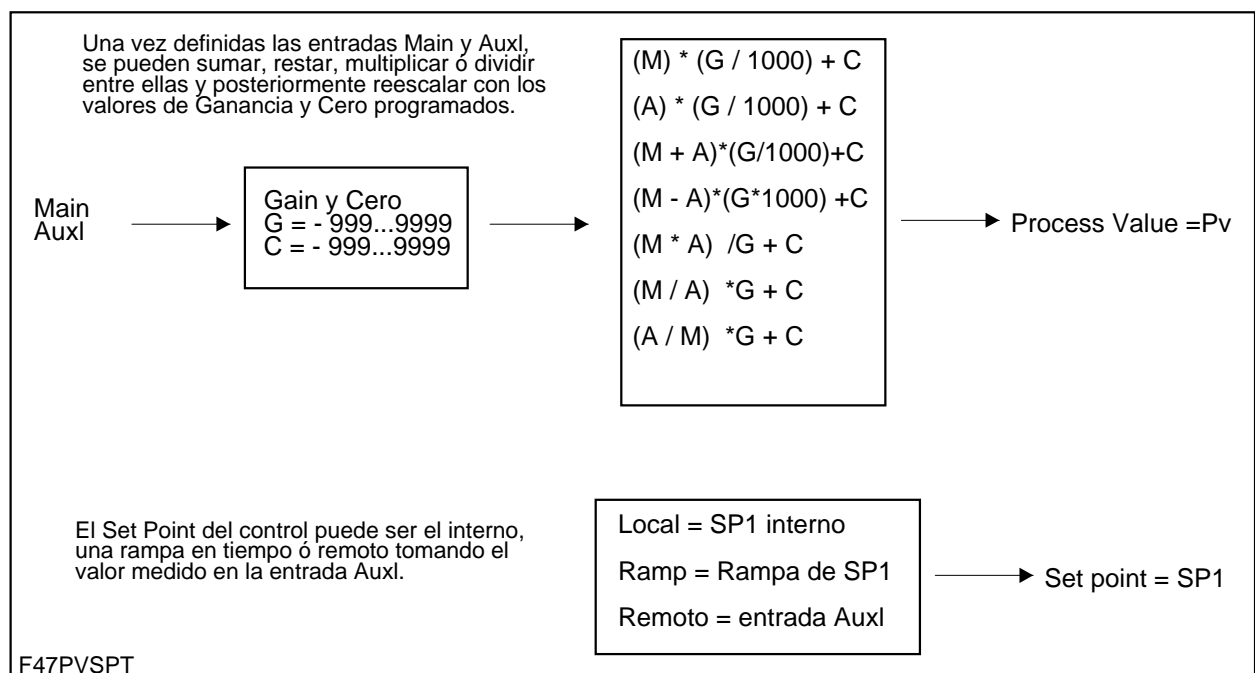 Una vez definidas las entradas Main y Auxl,
se pueden sumar, restar, multiplicar ó dividir
entre ellas y posteriormente reescalar con los
valores de Ganancia y Cero programados.
Main
Auxl
Gain y Cero
G = - 999...9999
C = - 999...9999
(M) * (G / 1000) + C
(A) * (G / 1000) + C
(M + A)*(G/1000)+C
(M - A)*(G*1000) +C
(M * A) /G + C
(M / A) *G + C
(A / M) *G + C
Process Value =Pv
El Set Point del control puede ser el interno,
una rampa en tiempo ó remoto tomando el
valor medido en la entrada Auxl.
Local = SP1 interno
Ramp = Rampa de SP1
Remoto = entrada Auxl
Set point = SP1
F47PVSPT